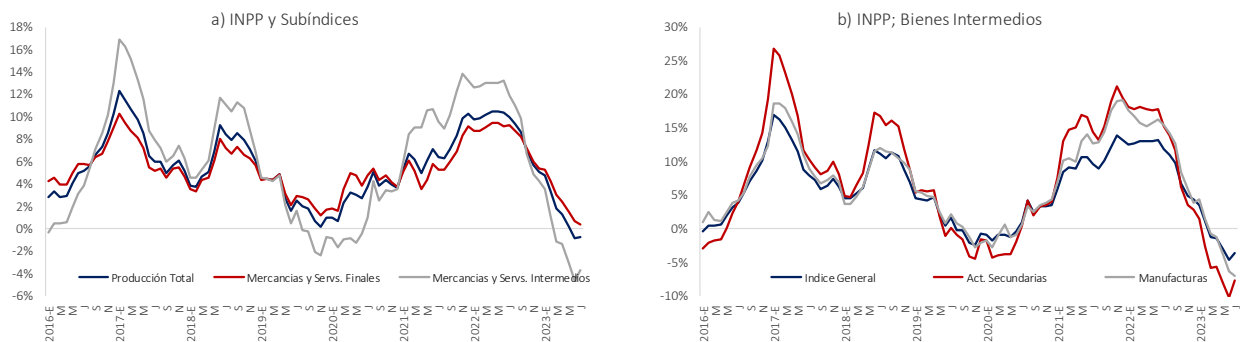 a) INPP y Subíndices
18%
16%
14%
12%
10%
8%
6%
4%
2%
0%
-2%
-4%
-6%
Producción Total
Mercancias y Servs. Finales
Mercancias y Servs. Intermedios
2016-E M M J S N 2017-E M M J S N 2018-E M M J S N 2019-E M M J S N 2020-E M M J S N 2021-E M M J S N 2022-E M M J S N 2023-E M M J
b) INPP; Bienes Intermedios
30%
25%
20%
15%
10%
5%
0%
-5%
-10%
Indice General
Act. Secundarias
Manufacturas
2016-E M M J S N 2017-E M M J S N 2018-E M M J S N 2019-E M M J S N 2020-E M M J S N 2021-E M M J S N 2022-E M M J S N 2023-E M M J